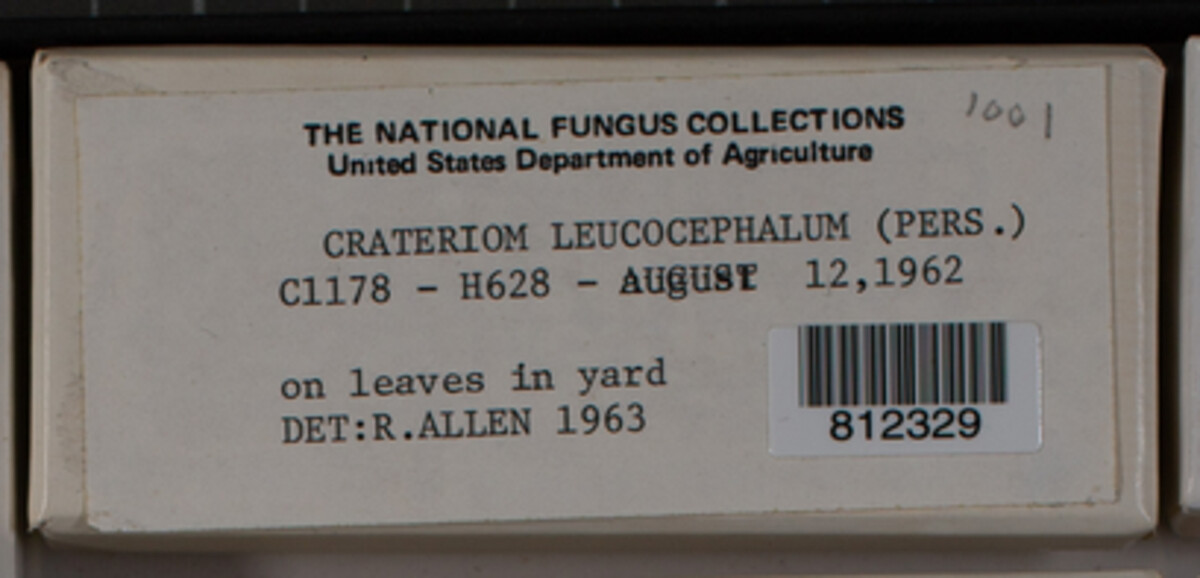 1001
THE NATIONAL FUNGUS COLLECTIONS
United States Department of Agriculture
CRATERIOM LEUCOCEPHALUM (PERS.)
C1178 - H628 - AUGUST 12,1962
on leaves in yard
DET:R.ALLEN 1963
812329